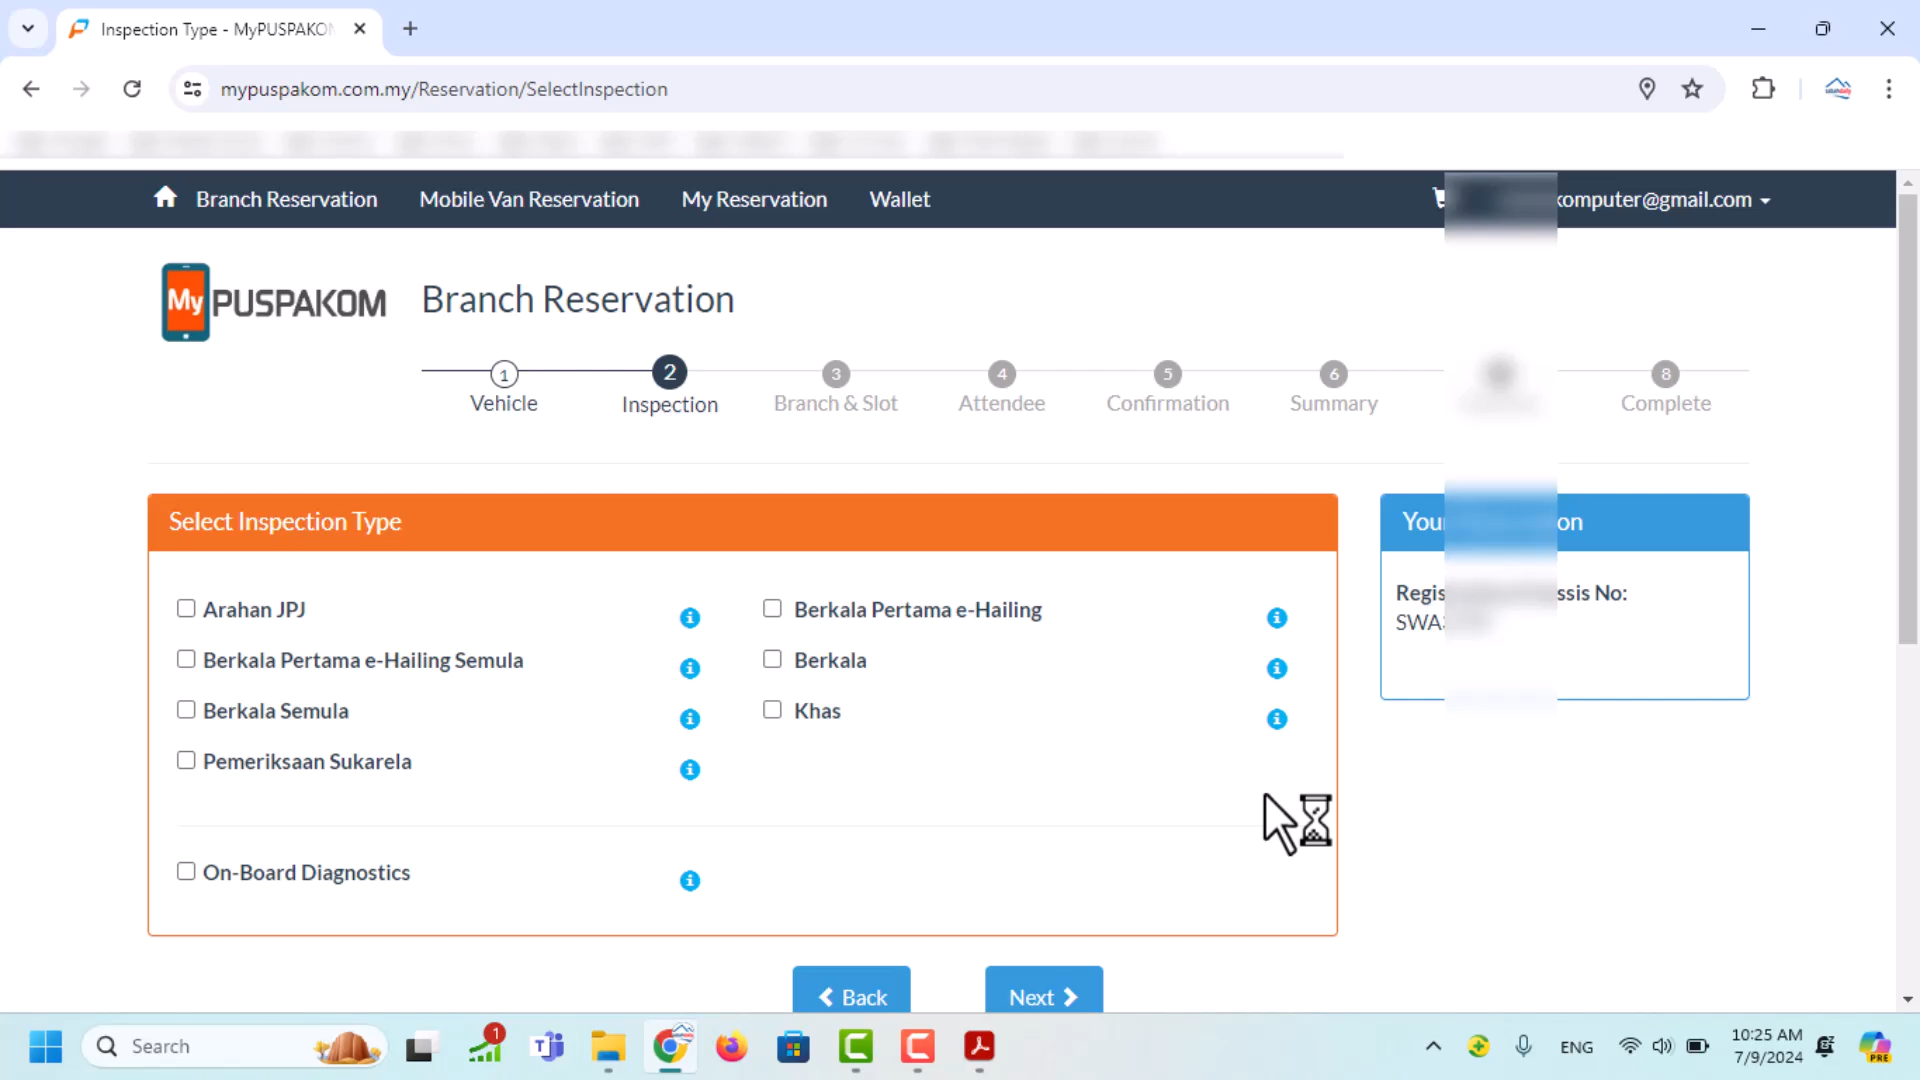 Inspection Type - MyPUSPAKO
mypuspakom.com.my/Reservation/SelectInspection
Branch Reservation
Mobile Van Reservation
My Reservation
Wallet
komputer@gmail.com
My PUSPAKOM
Branch Reservation
1
2
3
4
5
6
8
Vehicle
Inspection
Branch & Slot
Attendee
Confirmation
Summary
Complete
Select Inspection Type
You on
Arahan JPJ
Berkala Pertama e-Hailing
Berkala Pertama e-Hailing Semula
Berkala
Berkala Semula
Khas
Pemeriksaan Sukarela
On-Board Diagnostics
Regis ssis No:
SWA
Back
Next
Search
1
ENG
10:25 AM
7/9/2024
PRE